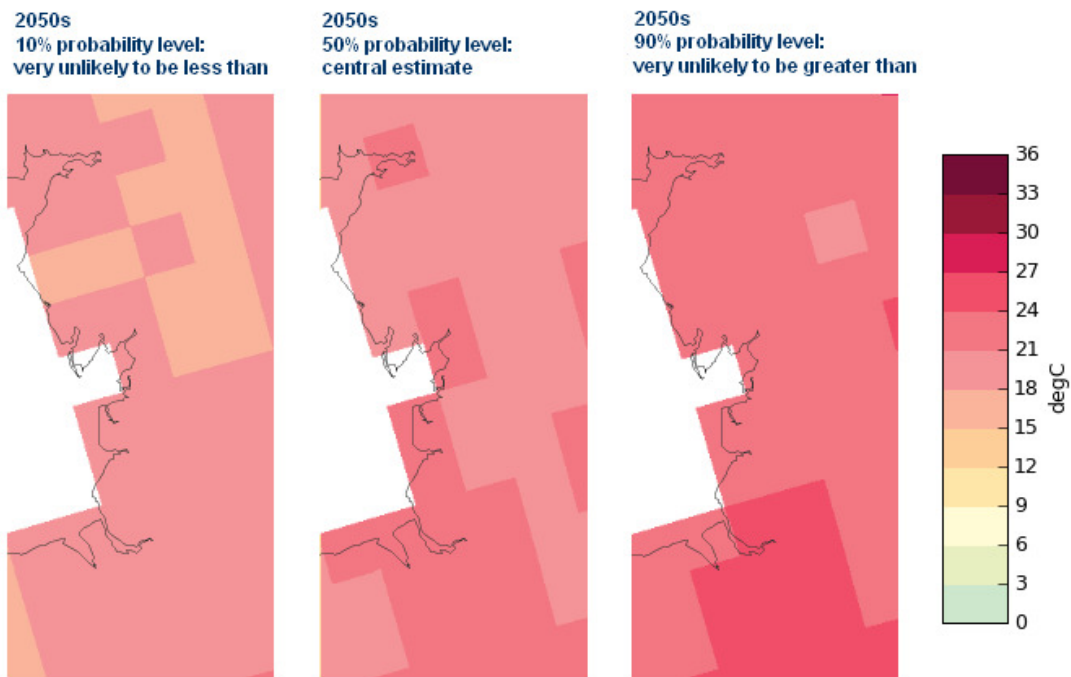 2050s
10% probability level:
very unlikely to be less than
2050s
50% probability level:
central estimate
2050s
90% probability level:
very unlikely to be greater than
36
33
30
27
24
21
18
15
12
9
6
3
0
degC